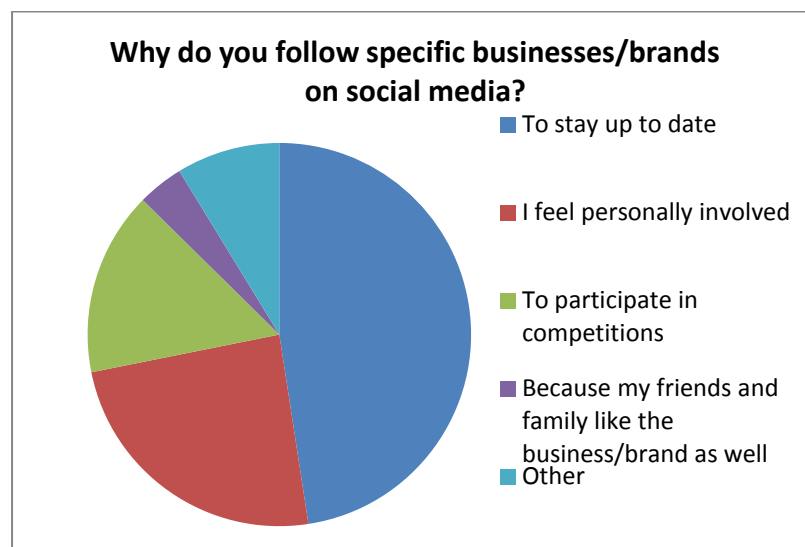 Why do you follow specific businesses/brands
on social media?
To stay up to date
I feel personally involved
To participate in
competitions
Because my friends and
family like the
business/brand as well
Other